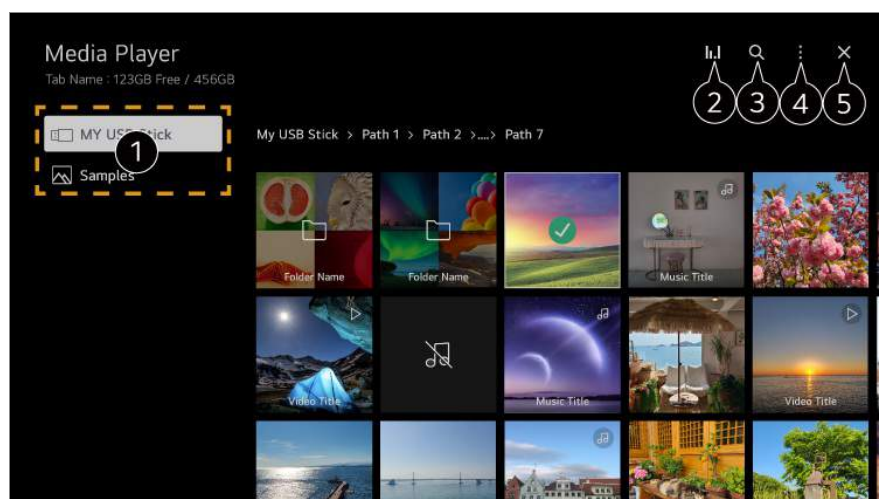 Media Player
Tab Name : 123GB Free / 456GB
2 3 4 5
MY USB Stick
1
Samples
My USB Stick > Path 1 > Path 2 >....> Path 7
Folder Name Folder Name Music Title
Video Title Music Title Video Title